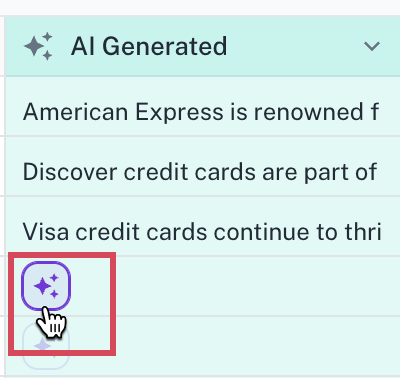 AI Generated
American Express is renowned f
Discover credit cards are part of
Visa credit cards continue to thri